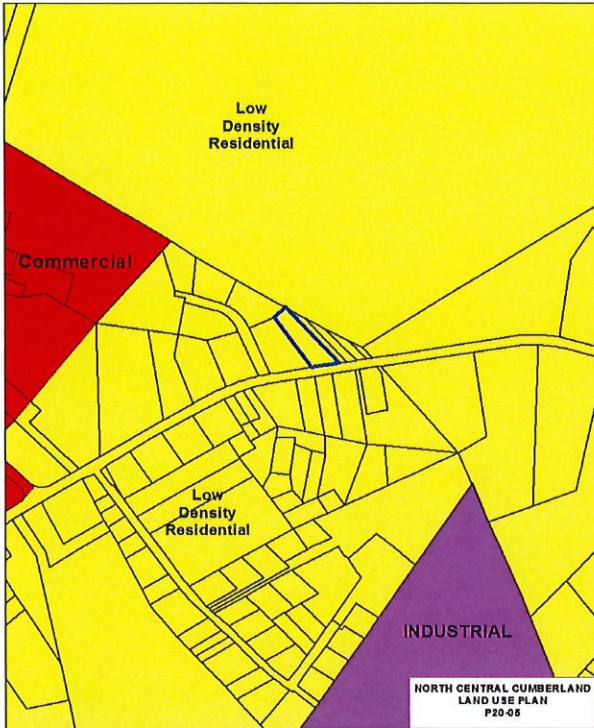 Low
Density
Residential
Commercial
Low
Density
Residential
INDUSTRIAL
NORTH CENTRAL CUMBERLAND
LAND USE PLAN
P20-05